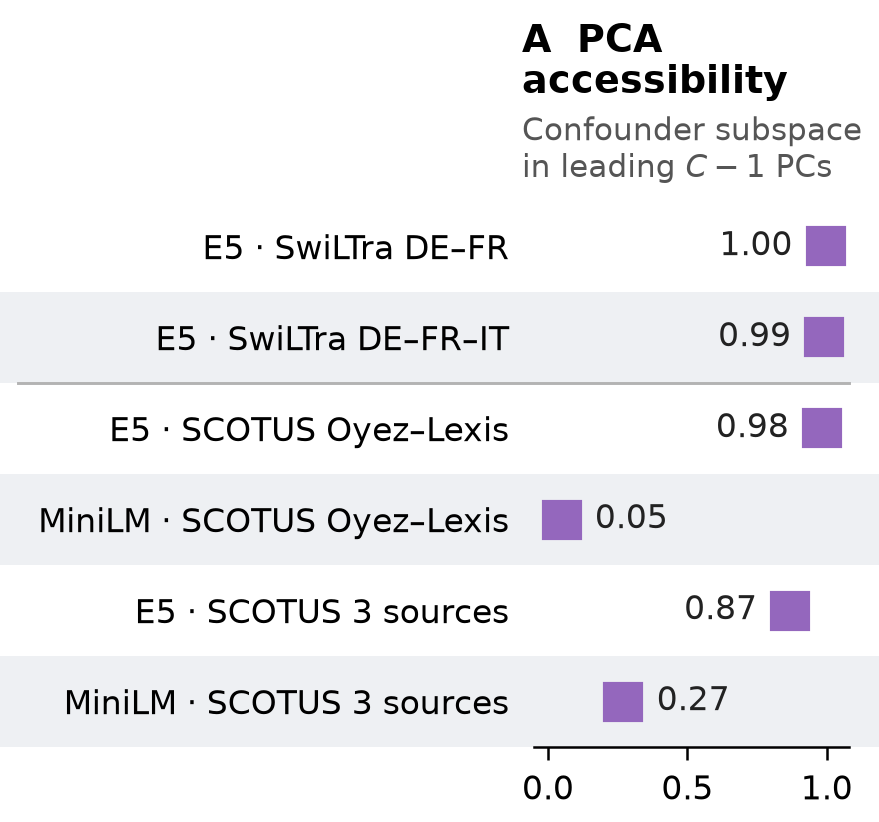 A PCA
accessibility
Confounder subspace
in leading C − 1 PCs
E5 · SwiLTra DE–FR 1.00
E5 · SwiLTra DE–FR–IT 0.99
E5 · SCOTUS Oyez–Lexis 0.98
MiniLM · SCOTUS Oyez–Lexis 0.05
E5 · SCOTUS 3 sources 0.87
MiniLM · SCOTUS 3 sources 0.27
0.0 0.5 1.0